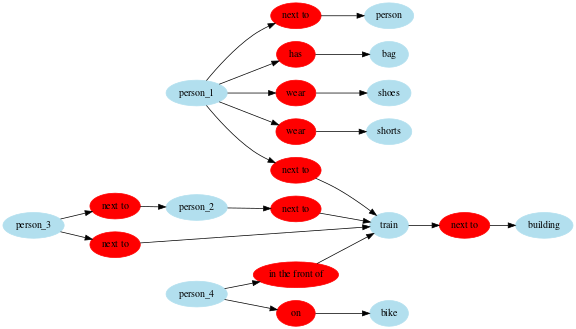 next to
person
has
bag
person_1
wear
shoes
wear
shorts
next to
person_3
next to
person_2
next to
next to
train
next to
building
in the front of
person_4
on
bike